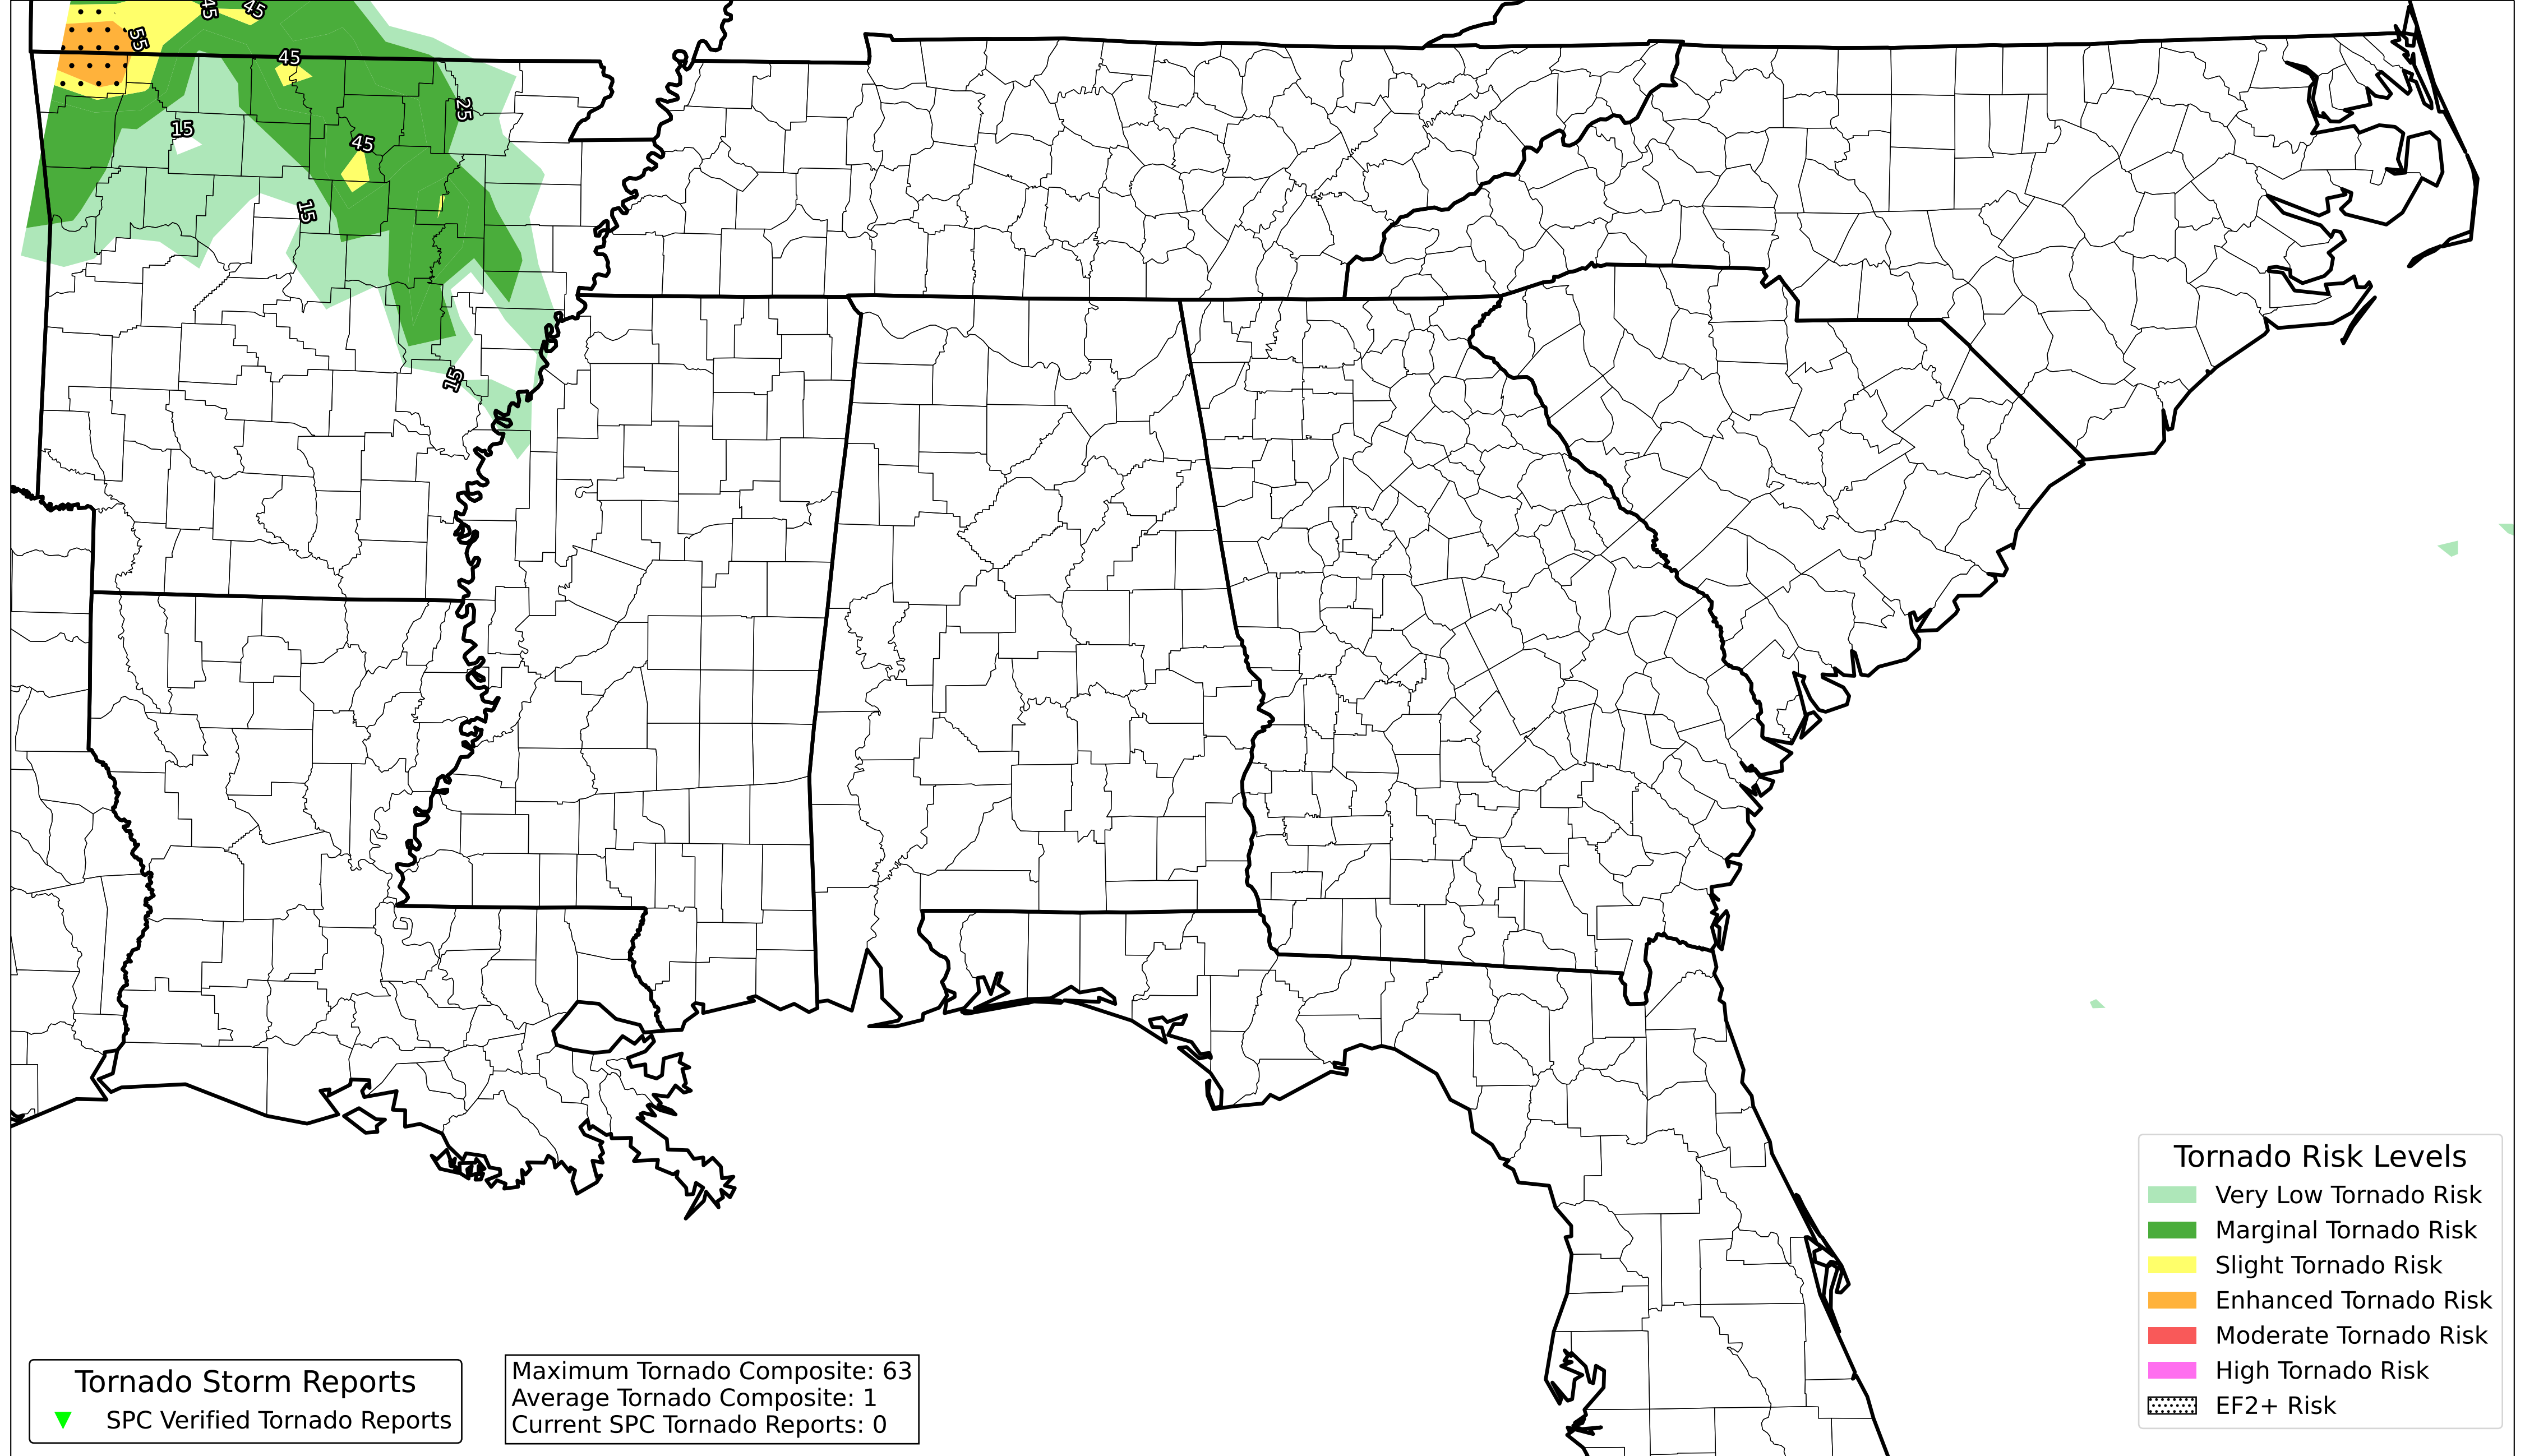 45
45
55
45
25
15
45
15
15
Tornado Risk Levels
Very Low Tornado Risk
Marginal Tornado Risk
Slight Tornado Risk
Enhanced Tornado Risk
Moderate Tornado Risk
High Tornado Risk
EF2+ Risk
Tornado Storm Reports
SPC Verified Tornado Reports
Maximum Tornado Composite: 63
Average Tornado Composite: 1
Current SPC Tornado Reports: 0